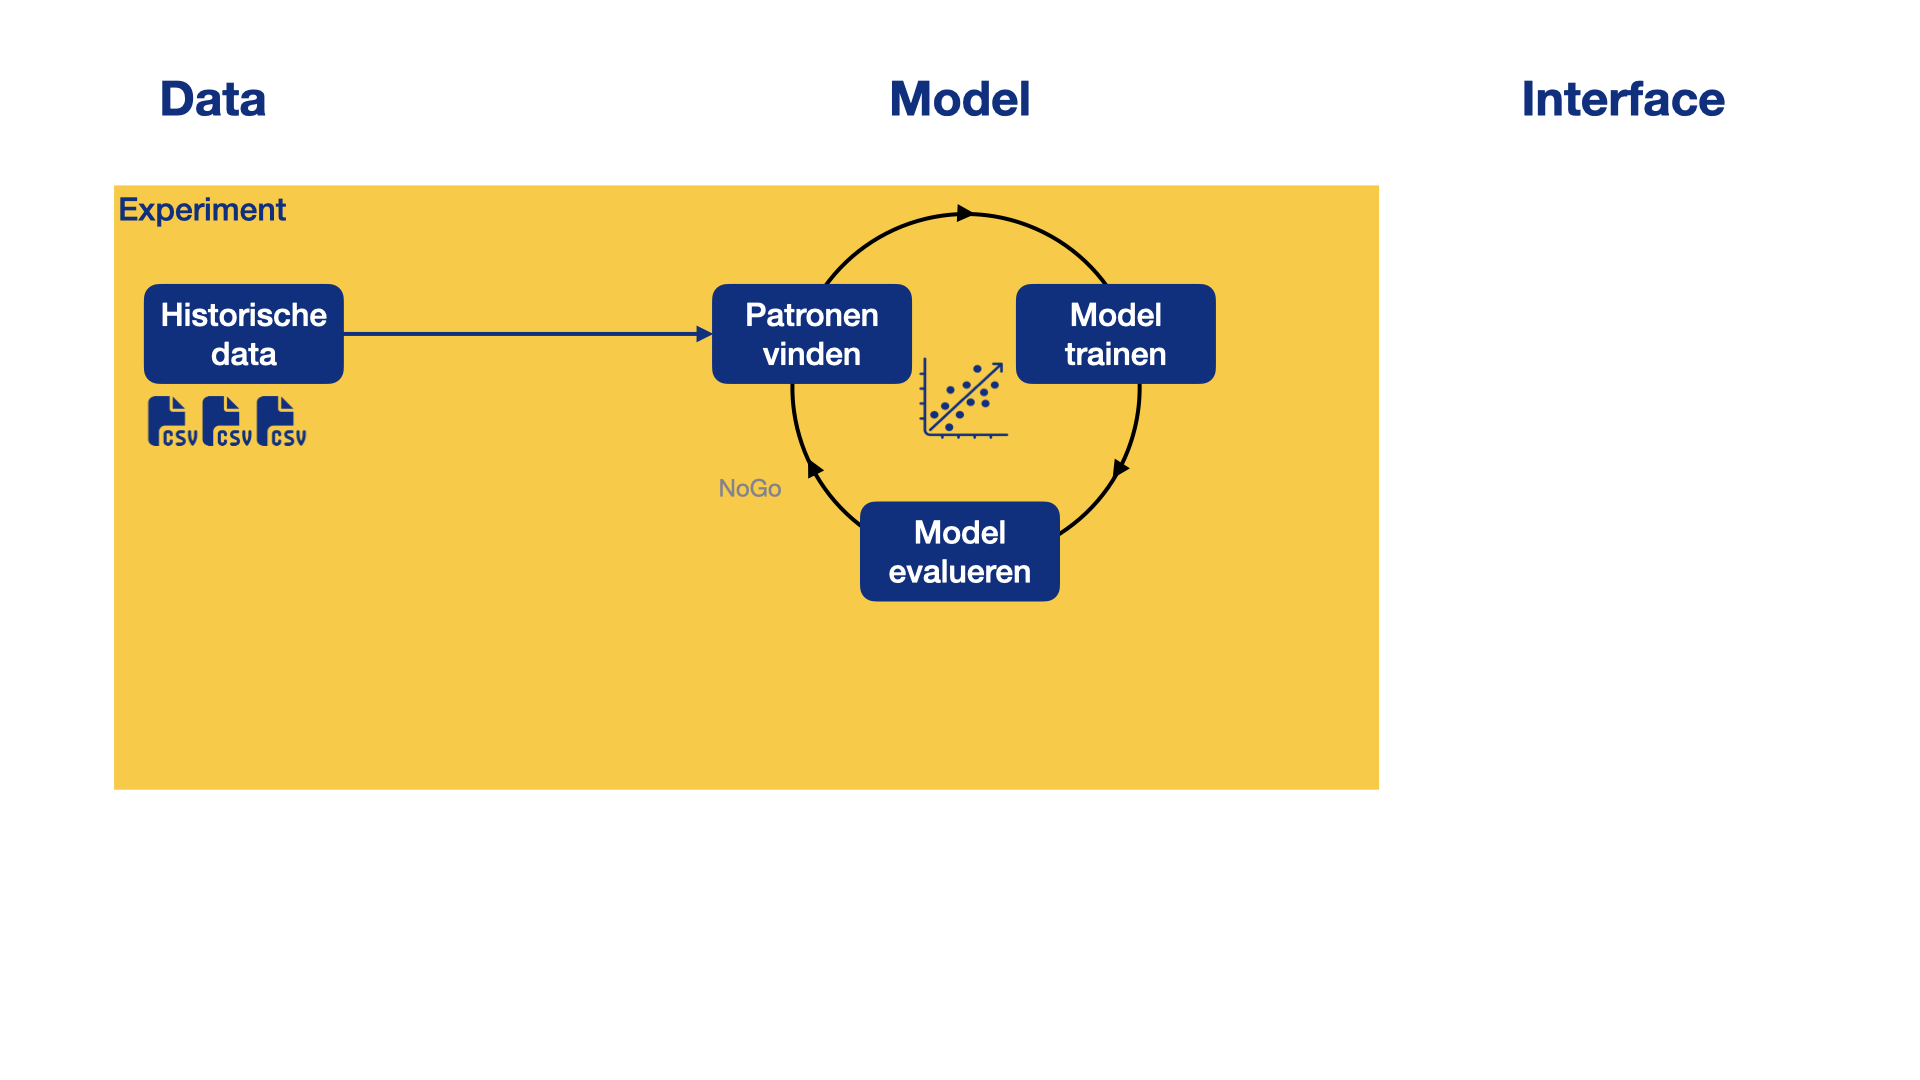 Data
Model
Interface
Experiment
Historische
data
Patronen
vinden
Model
trainen
CSV CSV CSV
NoGo
Model
evalueren